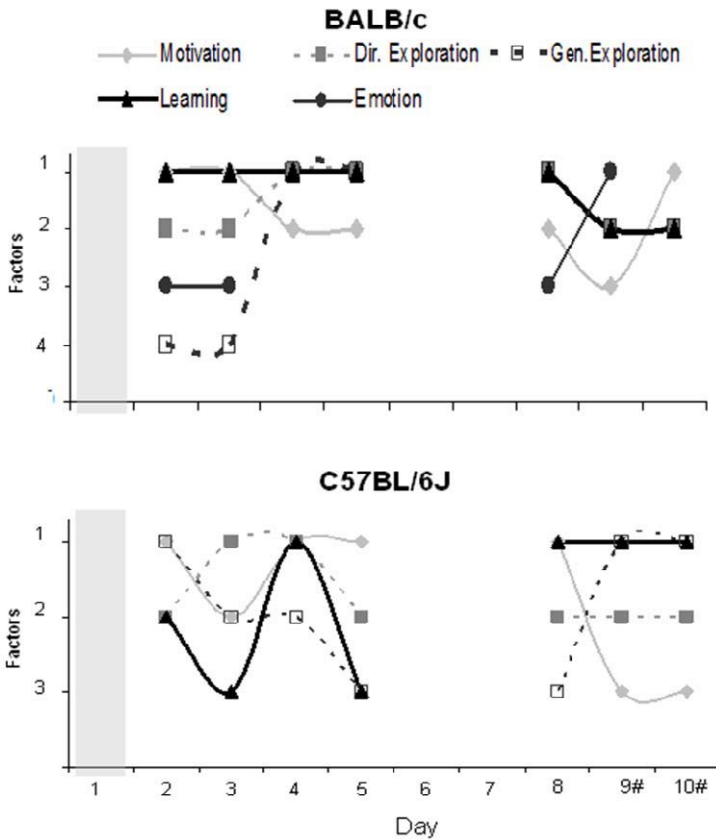 BALB/c
Motivation Dir. Exploration Gen.Exploration
Learning Emotion
1
2
3
4
Factors
C57BL/6J
1
2
3
Factors
1 2 3 4 5 6 7 8 9# 10#
Day